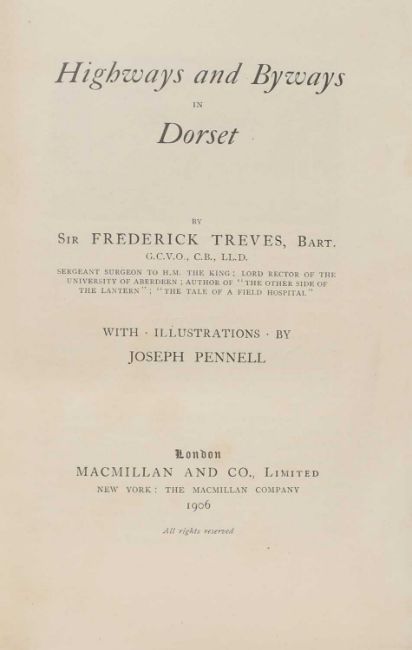 Highways and Byways
IN
Dorset
BY
SIR FREDERICK TREVES, BART.
G.C.V.O., C.B., LL.D.
SERGEANT SURGEON TO H.M. THE KING; LORD RECTOR OF THE
UNIVERSITY OF ABERDEEN; AUTHOR OF "THE OTHER SIDE OF
THE LANTERN"; "THE TALE OF A FIELD HOSPITAL"
WITH · ILLUSTRATIONS · BY
JOSEPH PENNELL
London
MACMILLAN AND CO., LIMITED
NEW YORK: THE MACMILLAN COMPANY
1906
All rights reserved